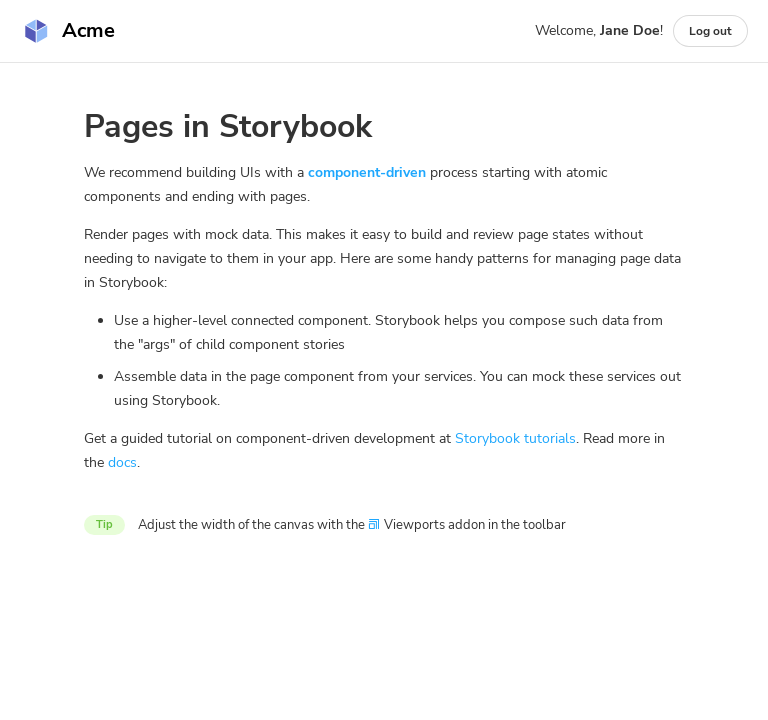 Acme
Welcome, Jane Doe!
Log out
Pages in Storybook
We recommend building UIs with a component-driven process starting with atomic
components and ending with pages.
Render pages with mock data. This makes it easy to build and review page states without
needing to navigate to them in your app. Here are some handy patterns for managing page data
in Storybook:
Use a higher-level connected component. Storybook helps you compose such data from
the "args" of child component stories
Assemble data in the page component from your services. You can mock these services out
using Storybook.
Get a guided tutorial on component-driven development at Storybook tutorials. Read more in
the docs.
Tip
Adjust the width of the canvas with the Viewports addon in the toolbar